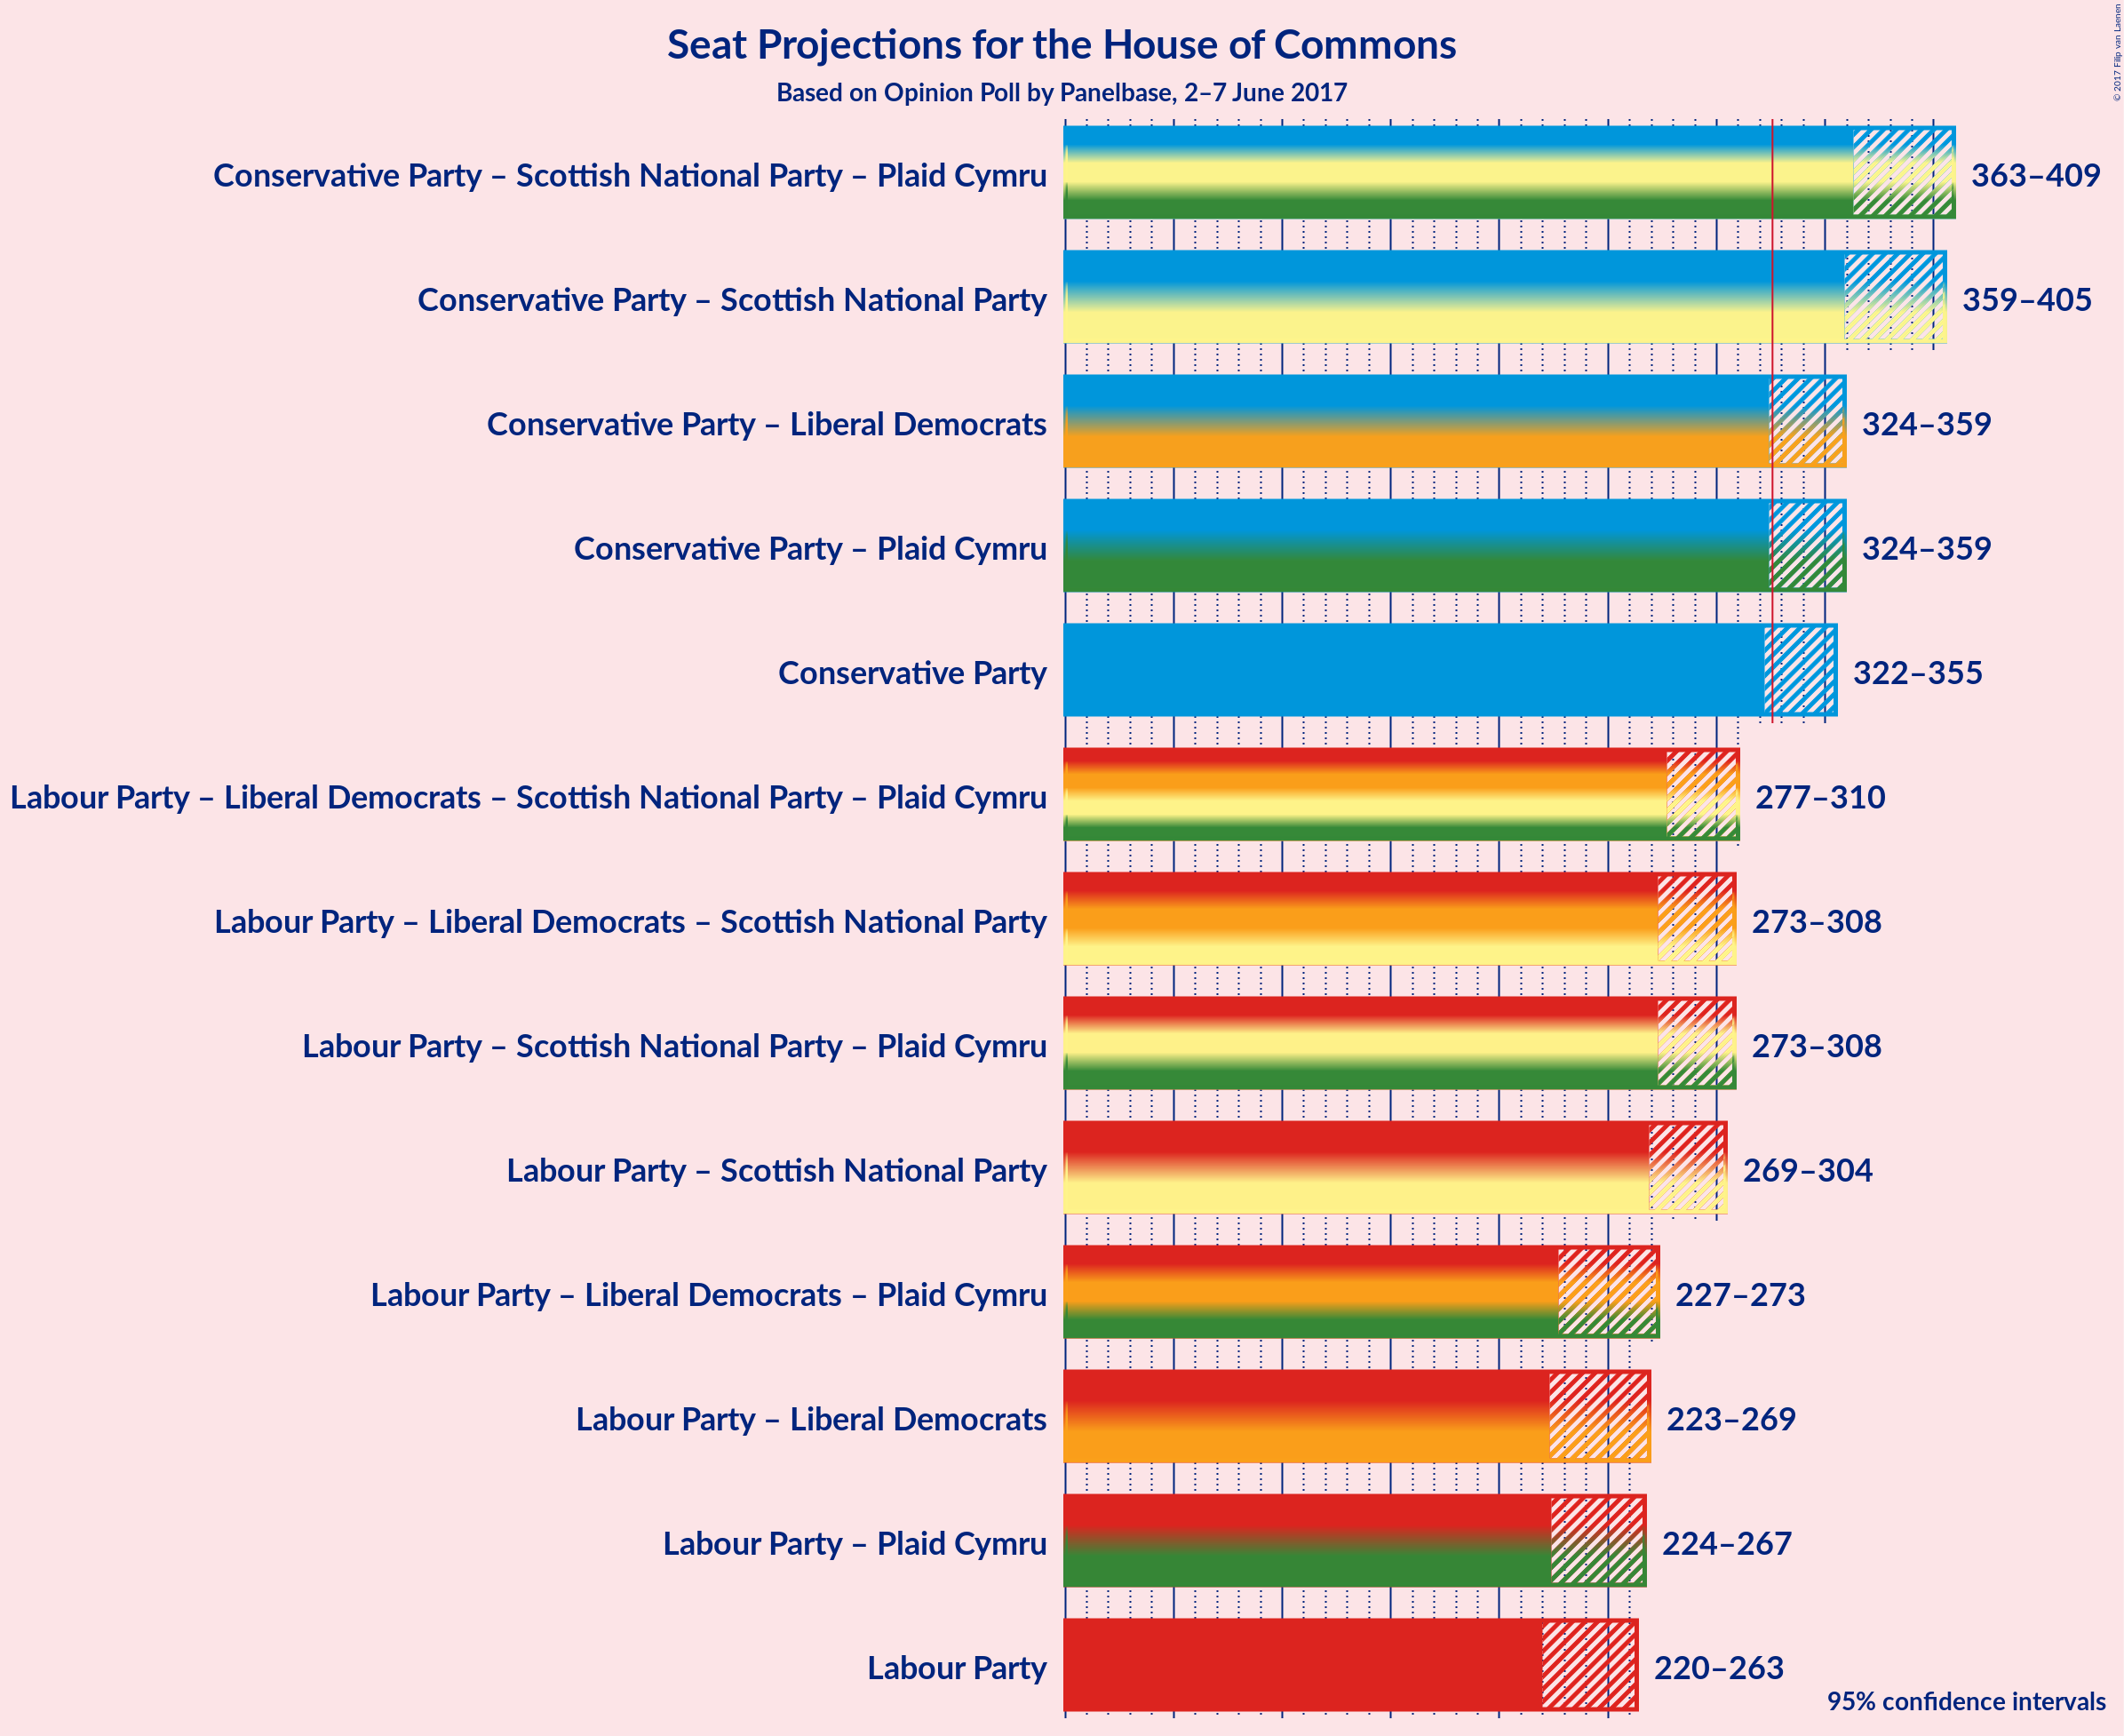 Seat Projections for the House of Commons
Based on Opinion Poll by Panelbase, 2–7 June 2017
© 2017 Filip van Laenen
Conservative Party – Scottish National Party – Plaid Cymru 363–409
Conservative Party – Scottish National Party 359–405
Conservative Party – Liberal Democrats 324–359
Conservative Party – Plaid Cymru 324–359
Conservative Party 322–355
Labour Party – Liberal Democrats – Scottish National Party – Plaid Cymru 277–310
Labour Party – Liberal Democrats – Scottish National Party 273–308
Labour Party – Scottish National Party – Plaid Cymru 273–308
Labour Party – Scottish National Party 269–304
Labour Party – Liberal Democrats – Plaid Cymru 227–273
Labour Party – Liberal Democrats 223–269
Labour Party – Plaid Cymru 224–267
Labour Party 220–263
95% confidence intervals